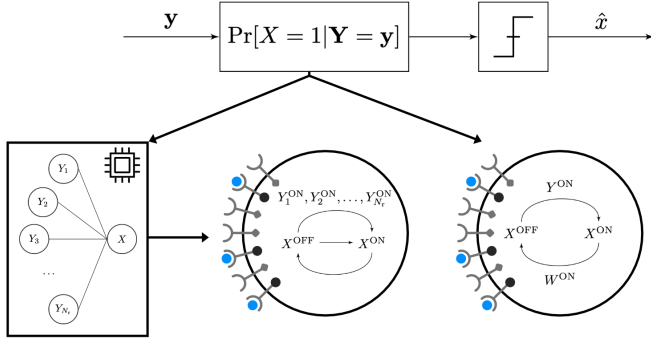 y
Pr[X = 1|Y = y]
x̂
Y₁
Y₂
Y₃
...
Y_{N_r}
X
Y₁^{ON}, Y₂^{ON}, ..., Y_{N_r}^{ON}
X^{OFF}
X^{ON}
Y^{ON}
X^{OFF}
X^{ON}
W^{ON}